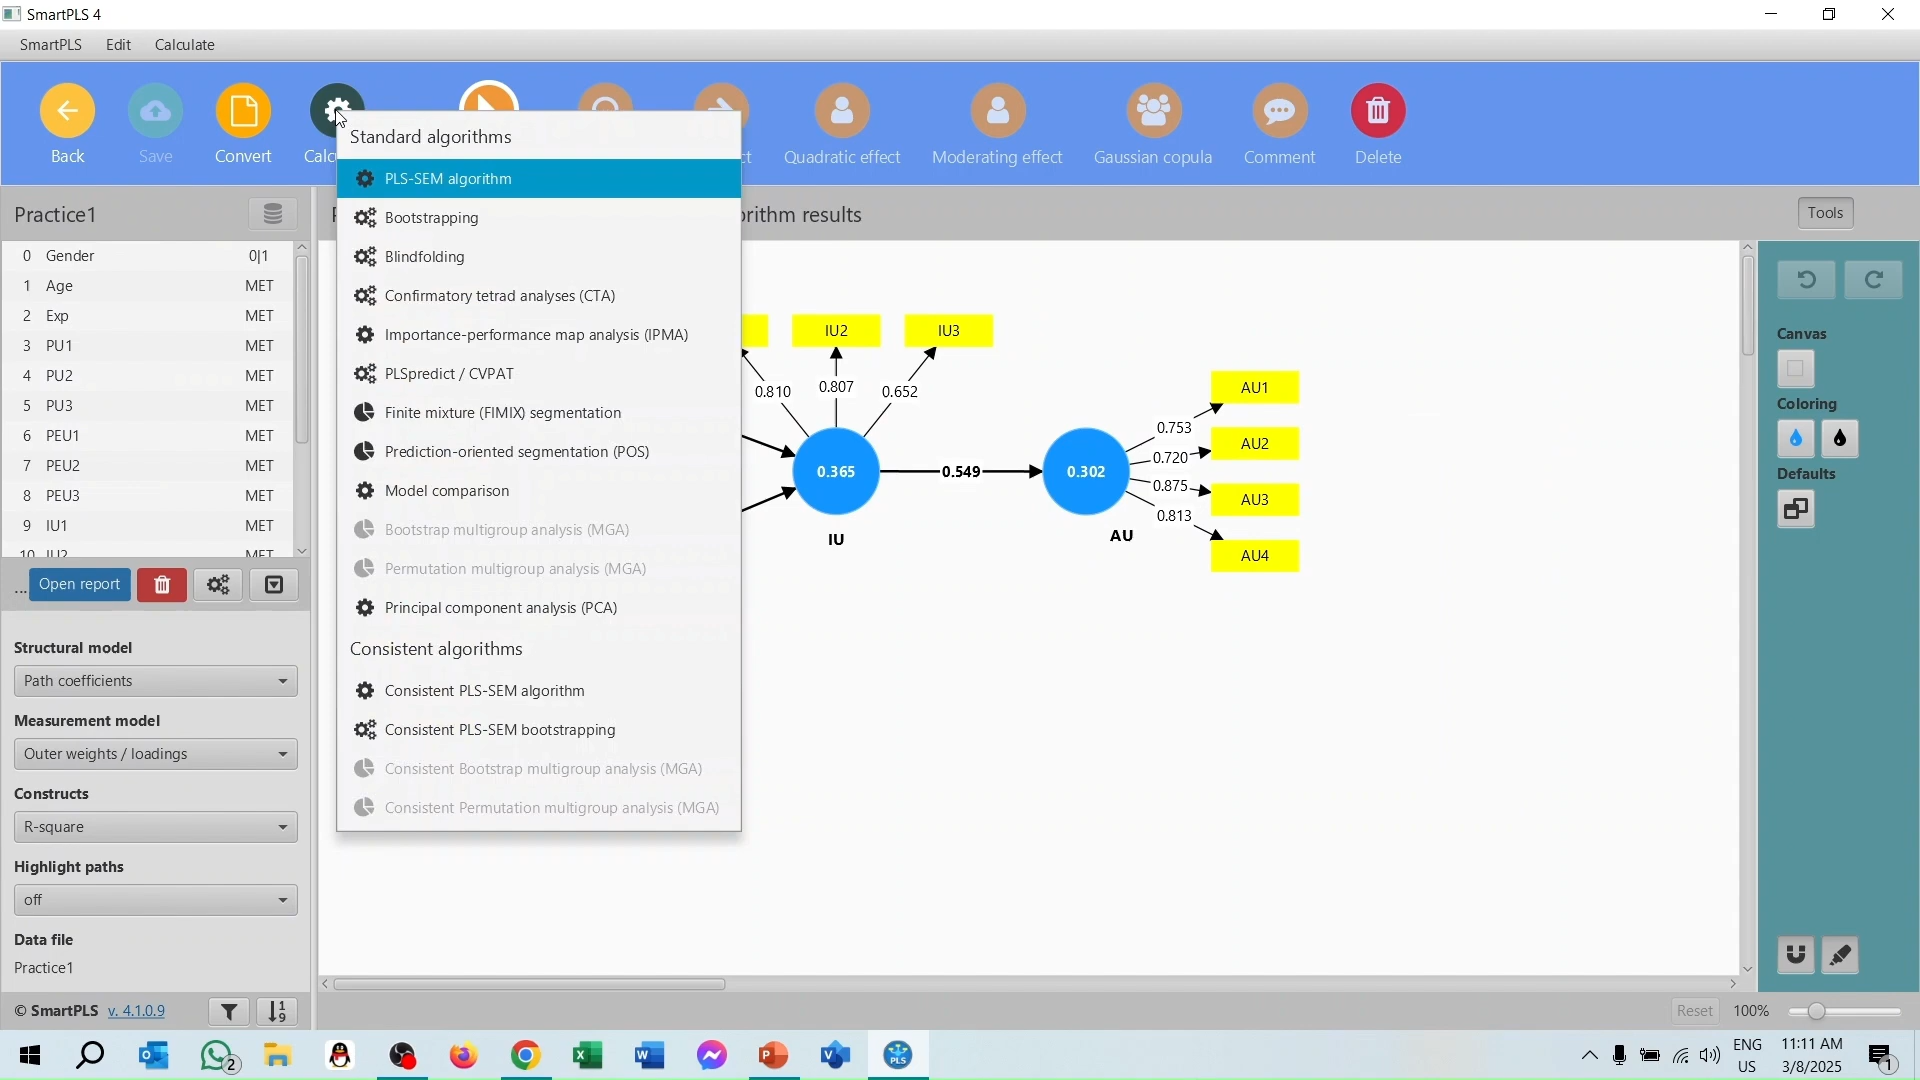 SmartPLS 4
SmartPLS Edit Calculate
Back Save Convert Calcu Quadratic effect Moderating effect Gaussian copula Comment Delete
Practice1
0 Gender 0|1
1 Age MET
2 Exp MET
3 PU1 MET
4 PU2 MET
5 PU3 MET
6 PEU1 MET
7 PEU2 MET
8 PEU3 MET
9 IU1 MET
10 IU2 MET
... Open report
Structural model
Path coefficients
Measurement model
Outer weights / loadings
Constructs
R-square
Highlight paths
off
Data file
Practice1
© SmartPLS v. 4.1.0.9
Standard algorithms
PLS-SEM algorithm
Bootstrapping
Blindfolding
Confirmatory tetrad analyses (CTA)
Importance-performance map analysis (IPMA)
PLSpredict / CVPAT
Finite mixture (FIMIX) segmentation
Prediction-oriented segmentation (POS)
Model comparison
Bootstrap multigroup analysis (MGA)
Permutation multigroup analysis (MGA)
Principal component analysis (PCA)
Consistent algorithms
Consistent PLS-SEM algorithm
Consistent PLS-SEM bootstrapping
Consistent Bootstrap multigroup analysis (MGA)
Consistent Permutation multigroup analysis (MGA)
orithm results
IU2 IU3
0.810 0.807 0.652
0.365
IU
0.549
0.302
AU
0.753
0.720
0.875
0.813
AU1
AU2
AU3
AU4
Tools
Canvas
Coloring
Defaults
Reset 100%
2
PLS
ENG
US
11:11 AM
3/8/2025
1